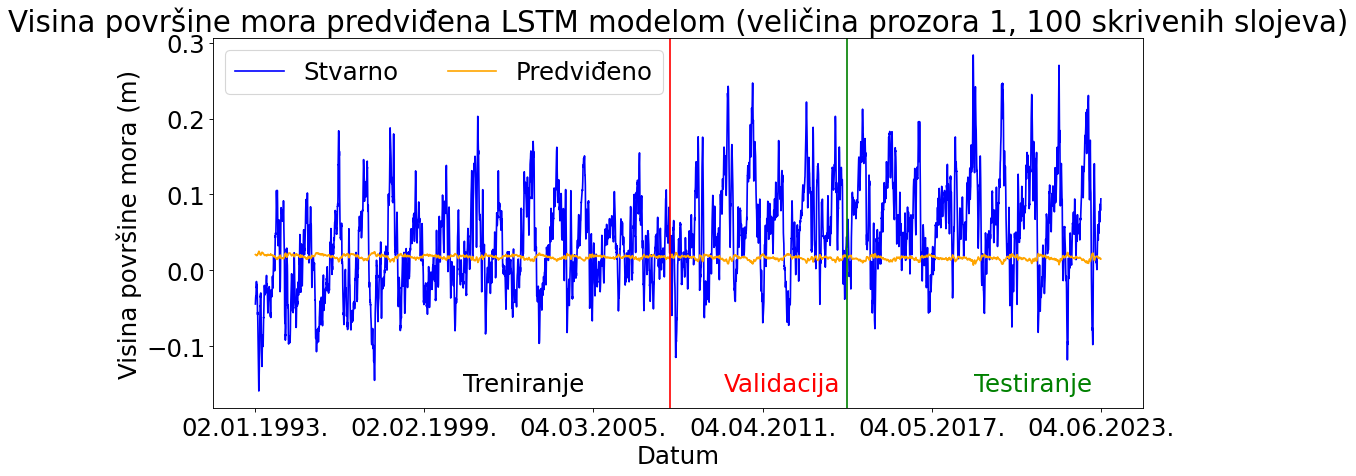 Visina površine mora predviđena LSTM modelom (veličina prozora 1, 100 skrivenih slojeva)
Stvarno Predviđeno
Visina površine mora (m)
0.3
0.2
0.1
0.0
−0.1
Treniranje Validacija Testiranje
02.01.1993. 02.02.1999. 04.03.2005. 04.04.2011. 04.05.2017. 04.06.2023.
Datum